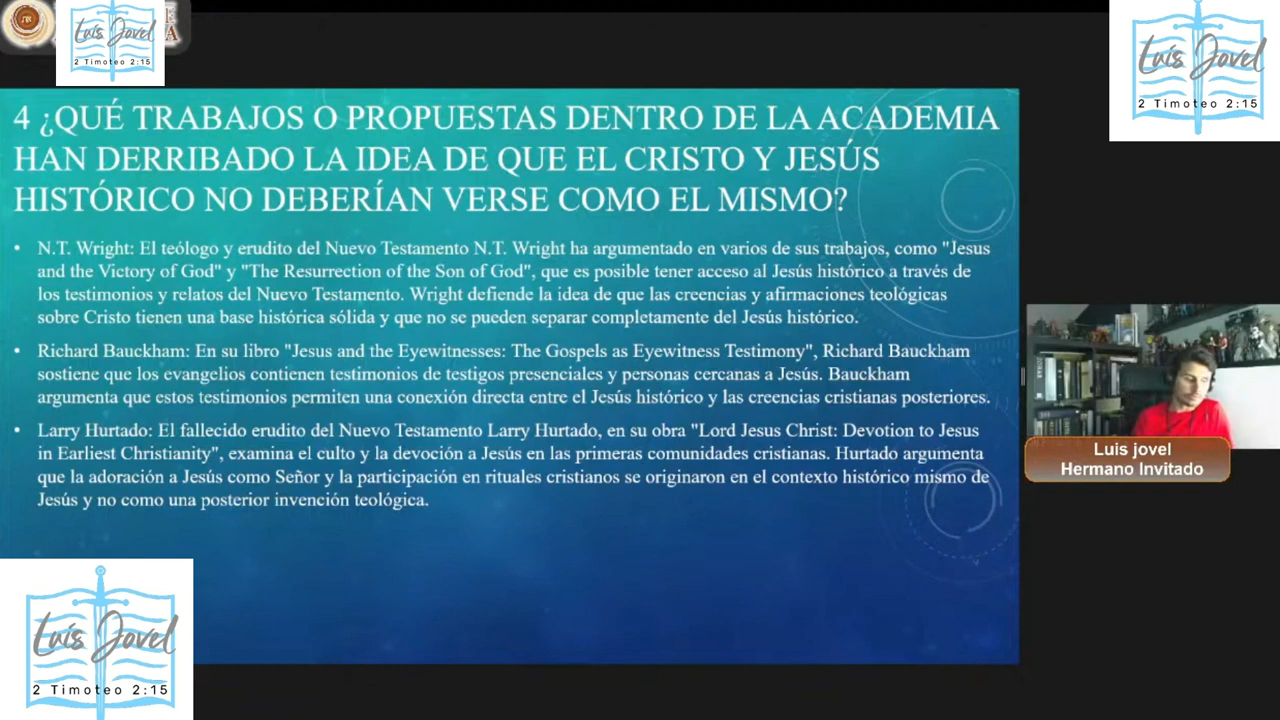 Luis Jovel
2 Timoteo 2:15
Luis Jovel
2 Timoteo 2:15
4 ¿QUÉ TRABAJOS O PROPUESTAS DENTRO DE LA ACADEMIA
HAN DERRIBADO LA IDEA DE QUE EL CRISTO Y JESÚS
HISTÓRICO NO DEBERÍAN VERSE COMO EL MISMO?
• N.T. Wright: El teólogo y erudito del Nuevo Testamento N.T. Wright ha argumentado en varios de sus trabajos, como "Jesus
and the Victory of God" y "The Resurrection of the Son of God", que es posible tener acceso al Jesús histórico a través de
los testimonios y relatos del Nuevo Testamento. Wright defiende la idea de que las creencias y afirmaciones teológicas
sobre Cristo tienen una base histórica sólida y que no se pueden separar completamente del Jesús histórico.
• Richard Bauckham: En su libro "Jesus and the Eyewitnesses: The Gospels as Eyewitness Testimony", Richard Bauckham
sostiene que los evangelios contienen testimonios de testigos presenciales y personas cercanas a Jesús. Bauckham
argumenta que estos testimonios permiten una conexión directa entre el Jesús histórico y las creencias cristianas posteriores.
• Larry Hurtado: El fallecido erudito del Nuevo Testamento Larry Hurtado, en su obra "Lord Jesus Christ: Devotion to Jesus
in Earliest Christianity", examina el culto y la devoción a Jesús en las primeras comunidades cristianas. Hurtado argumenta
que la adoración a Jesús como Señor y la participación en rituales cristianos se originaron en el contexto histórico mismo de
Jesús y no como una posterior invención teológica.
Luis jovel
Hermano Invitado
Luis Jovel
2 Timoteo 2:15